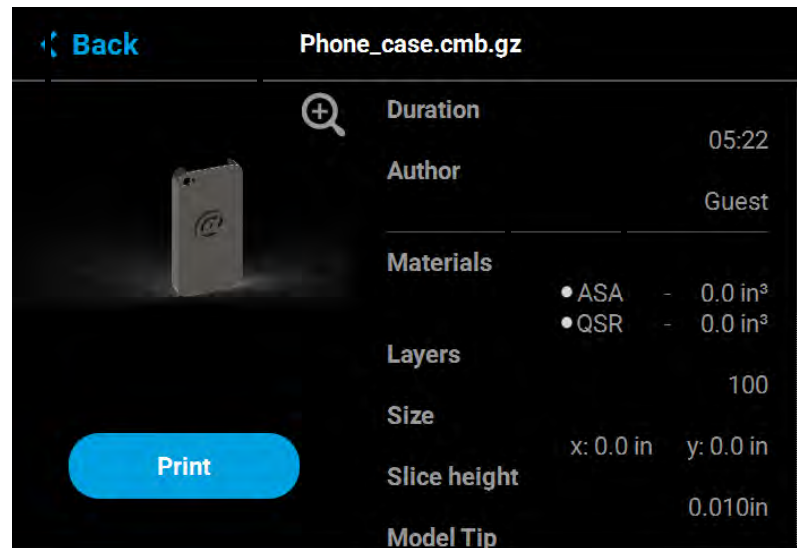 Back
Phone_case.cmb.gz
Duration
05:22
Author
Guest
Materials
ASA - 0.0 in³
QSR - 0.0 in³
Layers
100
Size
x: 0.0 in y: 0.0 in
Slice height
0.010in
Model Tip
Print